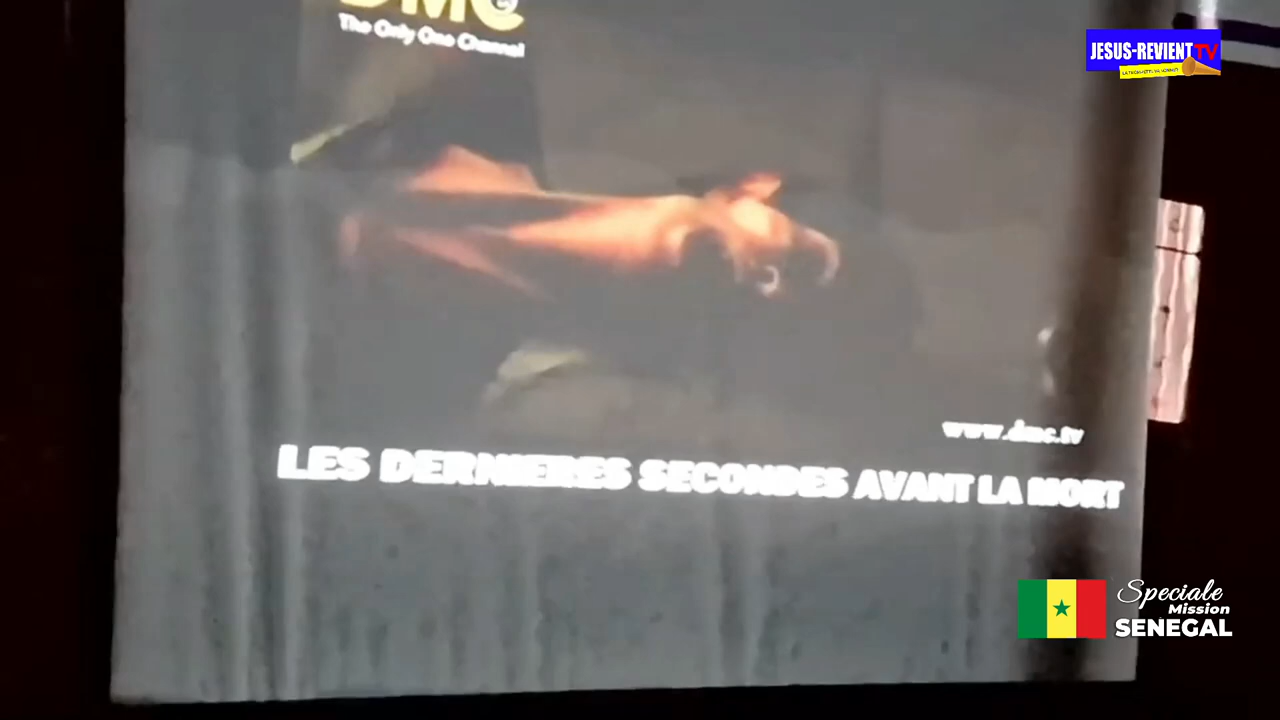 DMC
The Only One Channel
JESUS-REVIENT TV
www.dmc.tv
LES DERNIERES SECONDES AVANT LA MORT
Speciale
Mission
SENEGAL